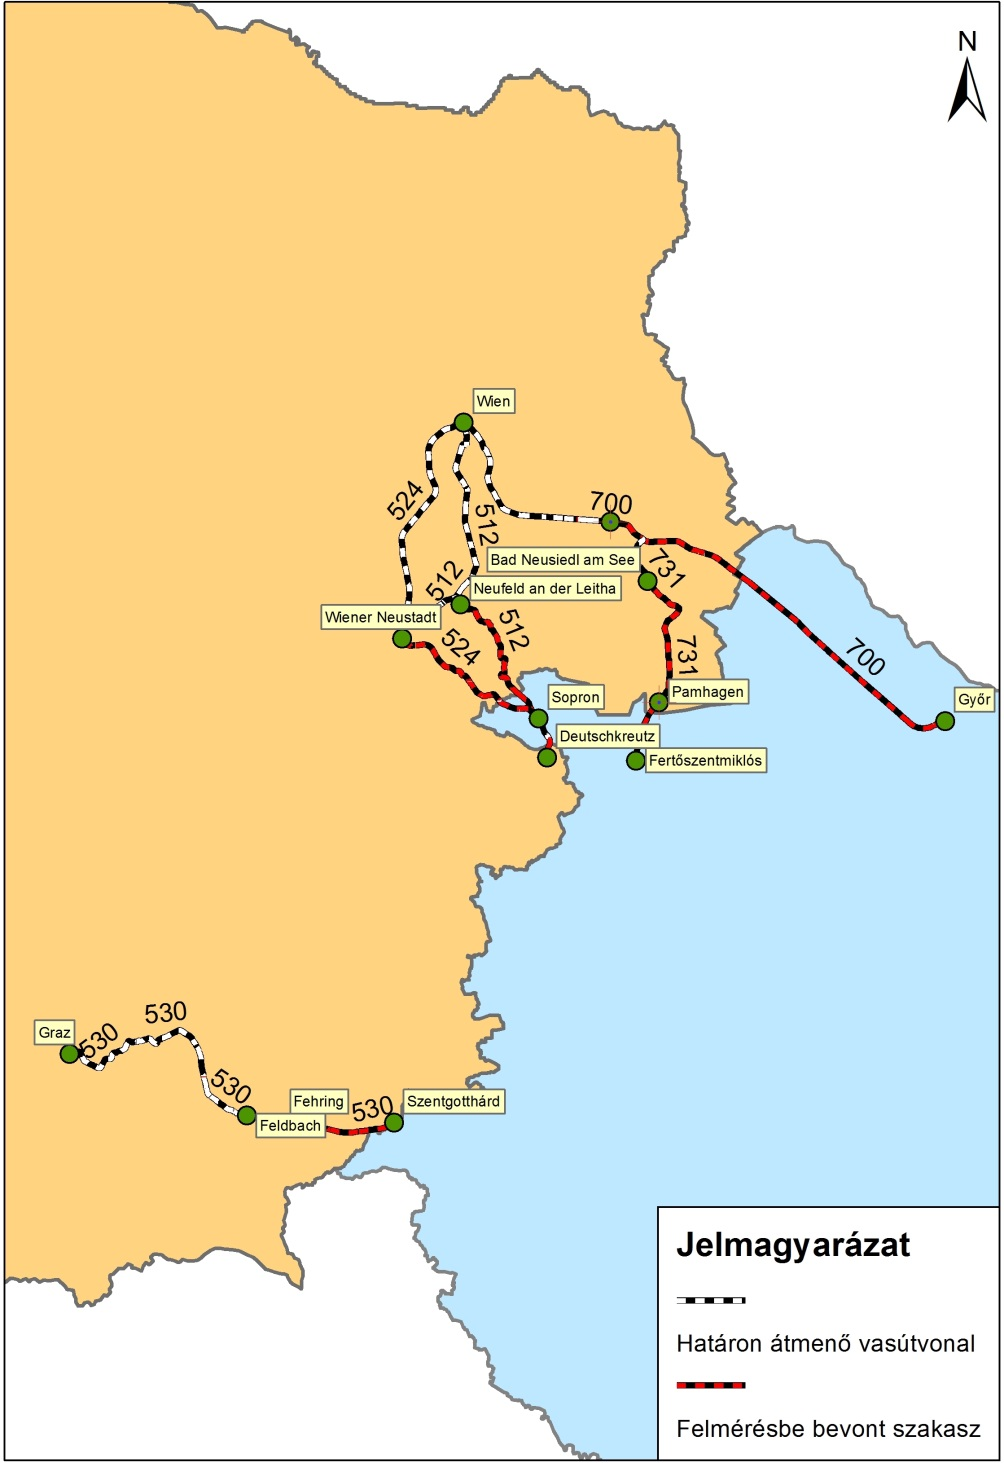 N
Wien
524
700
512
Bad Neusiedl am See
731
512
Neufeld an der Leitha
Wiener Neustadt
512
524
731
700
Pamhagen
Sopron
Győr
Deutschkreutz
Fertőszentmiklós
530
Graz
530
530
Fehring
530
Szentgotthárd
Feldbach
Jelmagyarázat
Határon átmenő vasútvonal
Felmérésbe bevont szakasz